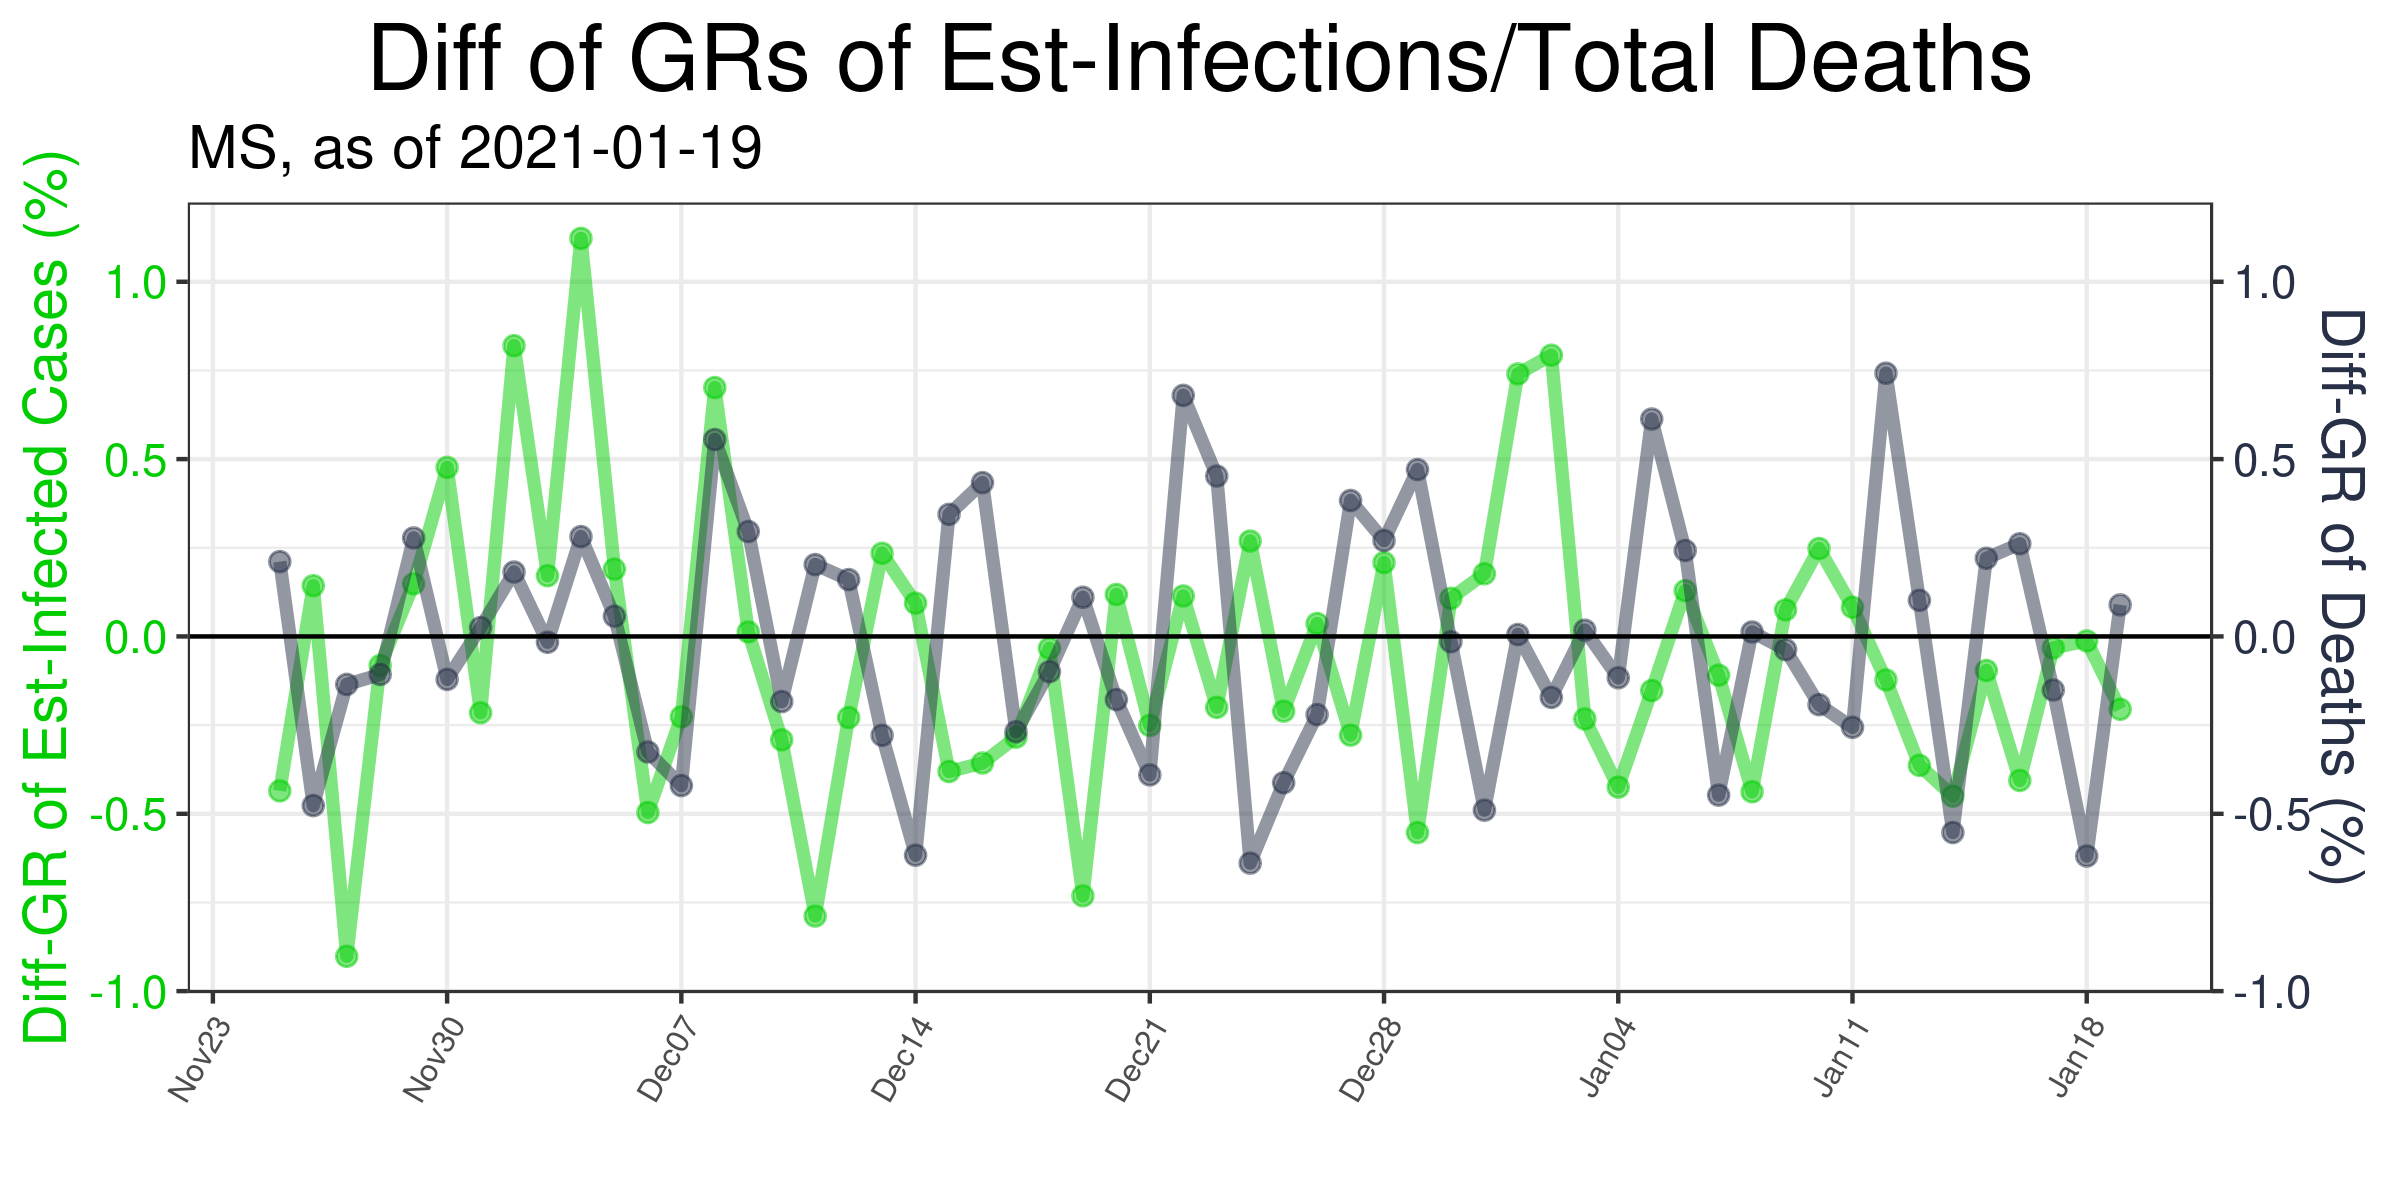 Diff of GRs of Est-Infections/Total Deaths
MS, as of 2021-01-19
Diff-GR of Est-Infected Cases (%)
1.0
0.5
0.0
-0.5
-1.0
1.0
0.5
0.0
-0.5
-1.0
Diff-GR of Deaths (%)
Nov23
Nov30
Dec07
Dec14
Dec21
Dec28
Jan04
Jan11
Jan18